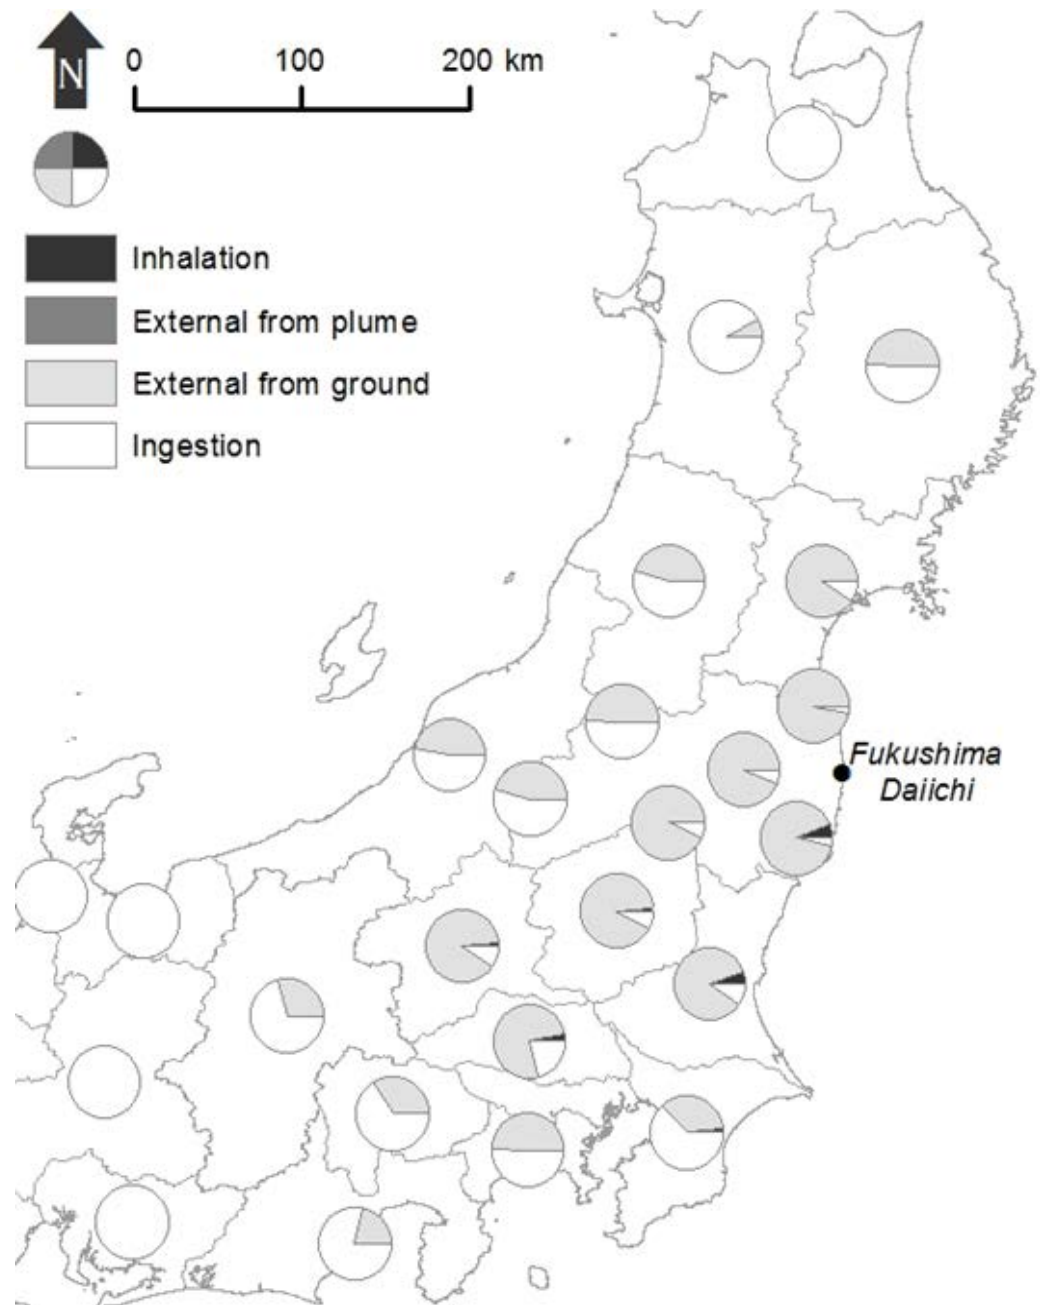 0 100 200 km
N
Inhalation
External from plume
External from ground
Ingestion
Fukushima
Daiichi